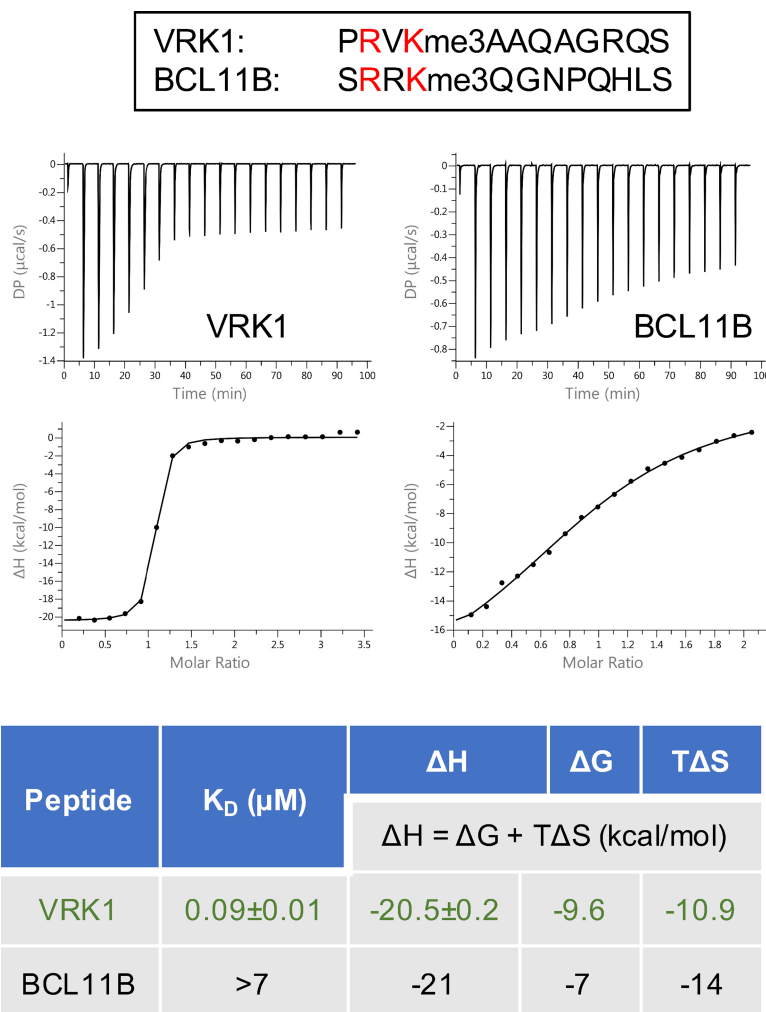 VRK1: PRVKme3AAQAGRQS
BCL11B: SRRKme3QGNPQHLS
0
-0.2
-0.4
-0.6
-0.8
-1
-1.2
-1.4
DP (µcal/s)
VRK1
0 10 20 30 40 50 60 70 80 90 100
Time (min)
0
-0.1
-0.2
-0.3
-0.4
-0.5
-0.6
-0.7
-0.8
DP (µcal/s)
BCL11B
0 10 20 30 40 50 60 70 80 90 100
Time (min)
0
-2
-4
-6
-8
-10
-12
-14
-16
-18
-20
ΔH (kcal/mol)
0 0.5 1 1.5 2 2.5 3 3.5
Molar Ratio
-2
-4
-6
-8
-10
-12
-14
-16
ΔH (kcal/mol)
0 0.2 0.4 0.6 0.8 1 1.2 1.4 1.6 1.8 2
Molar Ratio
Peptide KD (µM) ΔH ΔG TΔS
ΔH = ΔG + TΔS (kcal/mol)
VRK1 0.09±0.01 -20.5±0.2 -9.6 -10.9
BCL11B >7 -21 -7 -14